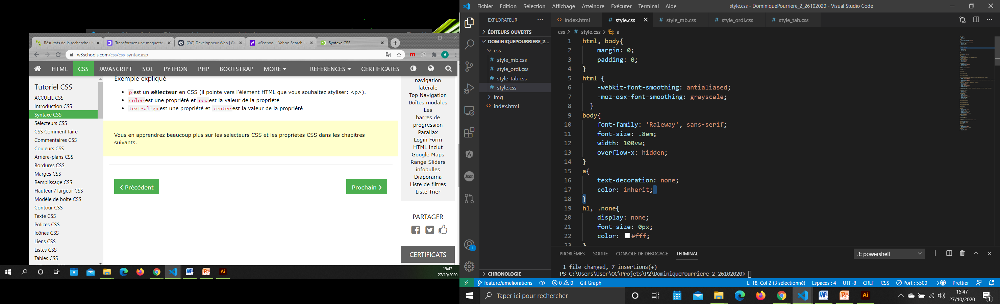 Résultats de la recherche : b
Transformez une maquette
[OC] Developpeur Web | Gr
w3school - Yahoo Search -
Syntaxe CSS
w3schools.com/css/css_syntax.asp
HTML CSS JAVASCRIPT SQL PYTHON PHP BOOTSTRAP MORE REFERENCES CERTIFICATES
Tutoriel CSS
ACCUEIL CSS
Introduction CSS
Syntaxe CSS
Sélecteurs CSS
CSS Comment faire
Commentaires CSS
Couleurs CSS
Arrière-plans CSS
Bordures CSS
Marges CSS
Remplissage CSS
Hauteur / largeur CSS
Modèle de boîte CSS
Contour CSS
Texte CSS
Polices CSS
Icônes CSS
Liens CSS
Listes CSS
Tables CSS
Exemple expliqué
p est un sélecteur en CSS (il pointe vers l'élément HTML que vous souhaitez styliser: <p>).
color est une propriété et red est la valeur de la propriété
text-align est une propriété et center est la valeur de la propriété
Vous en apprendrez beaucoup plus sur les sélecteurs CSS et les propriétés CSS dans les chapitres
suivants.
❮ Précédent
Prochain ❯
navigation
latérale
Top Navigation
Boîtes modales
Les
barres de
progression
Parallax
Login Form
HTML inclut
Google Maps
Range Sliders
infobulles
Diaporama
Liste de filtres
Liste Trier
PARTAGER
CERTIFICATS
15:47
27/10/2020
Fichier Edition Sélection Affichage Atteindre Exécuter Terminal Aide
style.css - DominiquePourriere_2_26102020 - Visual Studio Code
EXPLORATEUR
ÉDITEURS OUVERTS
DOMINIQUEPOURRIERE_2...
css
style_mb.css
style_ordi.css
style_tab.css
style.css
img
index.html
CHRONOLOGIE
index.html
style.css
style_mb.css
style_ordi.css
style_tab.css
css > style.css > a
1 html, body{
2 margin: 0;
3 padding: 0;
4 }
5 html {
6 -webkit-font-smoothing: antialiased;
7 -moz-osx-font-smoothing: grayscale;
8 }
9 body{
10 font-family: 'Raleway', sans-serif;
11 font-size: .8em;
12 width: 100vw;
13 overflow-x: hidden;
14 }
15 a{
16 text-decoration: none;
17 color: inherit;
18 }
19 h1, .none{
20 display: none;
21 font-size: 0px;
22 color: #fff;
23 }
PROBLÈMES SORTIE CONSOLE DE DÉBOGAGE TERMINAL
3: powershell
1 file changed, 7 insertions(+)
PS C:\Users\User\OC\Projets\P2\DominiquePourriere_2_26102020>
feature/ameliorations
0 0
Git Graph
Li 18, Col 2 (3 sélectionné)
Espaces : 4
UTF-8
CRLF
CSS
Port : 5500
Prettier
Taper ici pour rechercher
15:47
27/10/2020